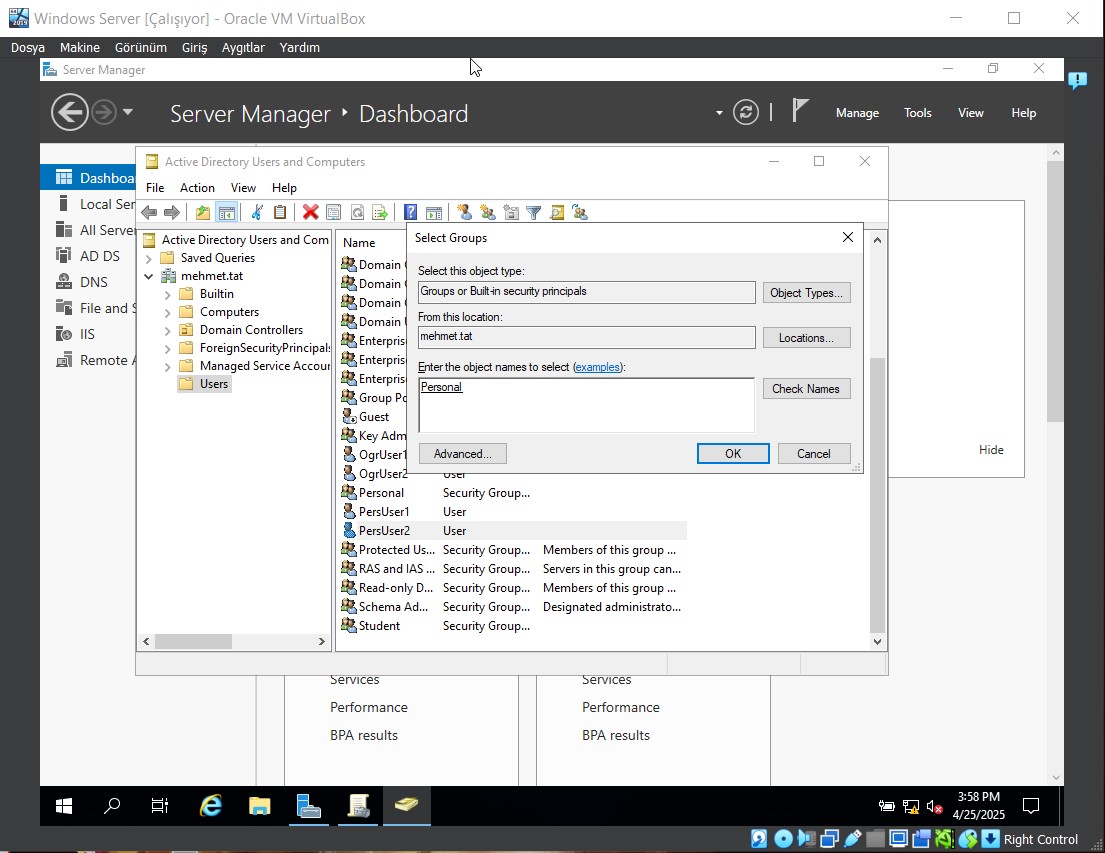 Windows Server [Çalışıyor] - Oracle VM VirtualBox
Dosya Makine Görünüm Giriş Aygıtlar Yardım
Server Manager
Server Manager Dashboard
Manage Tools View Help
Dashboa
Local Ser
All Server
AD DS
DNS
File and S
IIS
Remote A
Active Directory Users and Computers
File Action View Help
Active Directory Users and Com
Saved Queries
mehmet.tat
Builtin
Computers
Domain Controllers
ForeignSecurityPrincipals
Managed Service Accour
Users
Name
Domain
Domain
Domain
Domain
Enterpris
Enterpris
Enterpris
Group Po
Guest
Key Adm
OgrUser1
OgrUser2 User
Personal Security Group...
PersUser1 User
PersUser2 User
Protected Us... Security Group... Members of this group ...
RAS and IAS ... Security Group... Servers in this group can...
Read-only D... Security Group... Members of this group ...
Schema Ad... Security Group... Designated administrato...
Student Security Group...
Select Groups
Select this object type:
Groups or Built-in security principals
Object Types...
From this location:
mehmet.tat
Locations...
Enter the object names to select (examples):
Personal
Check Names
Advanced...
OK
Cancel
Hide
Services
Performance
BPA results
Services
Performance
BPA results
3:58 PM
4/25/2025
Right Control